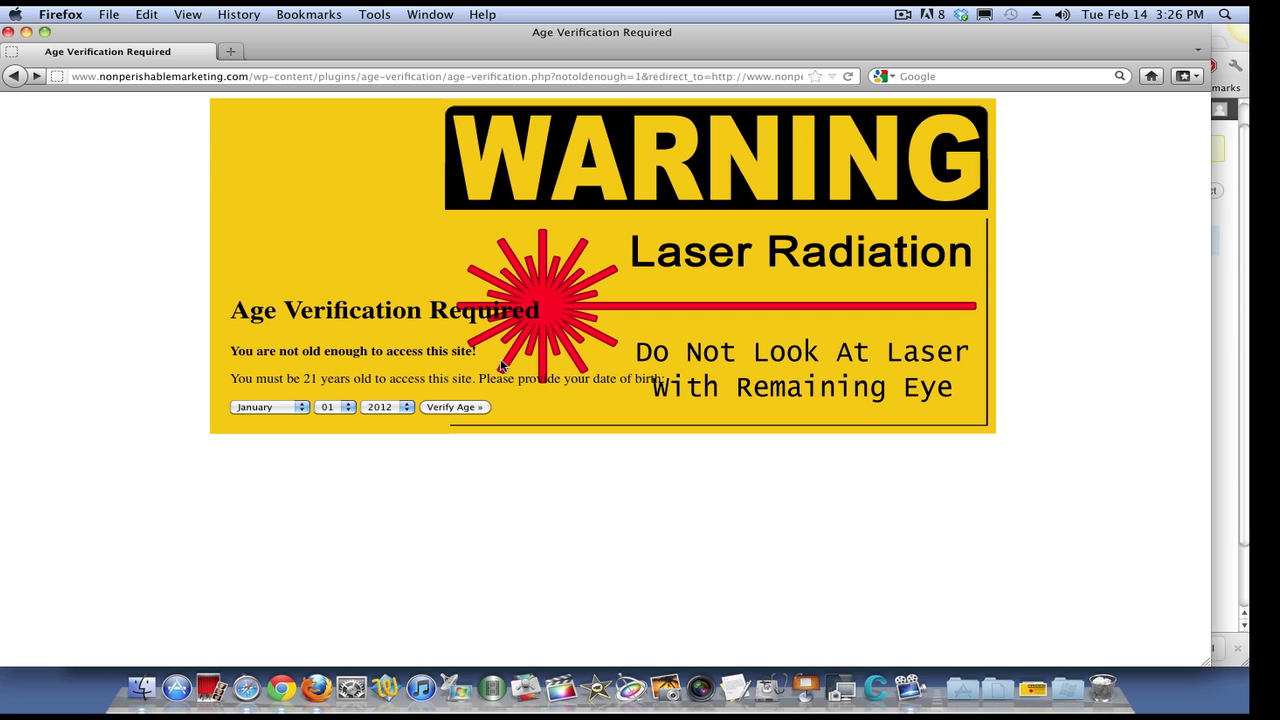 Firefox File Edit View History Bookmarks Tools Window Help 8 Tue Feb 14 3:26 PM
Age Verification Required
Age Verification Required
www.nonperishablemarketing.com/wp-content/plugins/age-verification/age-verification.php?notoldenough=1&redirect_to=http://www.nonp Google
marks
WARNING
Laser Radiation
Age Verification Required
You are not old enough to access this site!
Do Not Look At Laser
You must be 21 years old to access this site. Please provide your date of birth:
With Remaining Eye
January 01 2012 Verify Age »